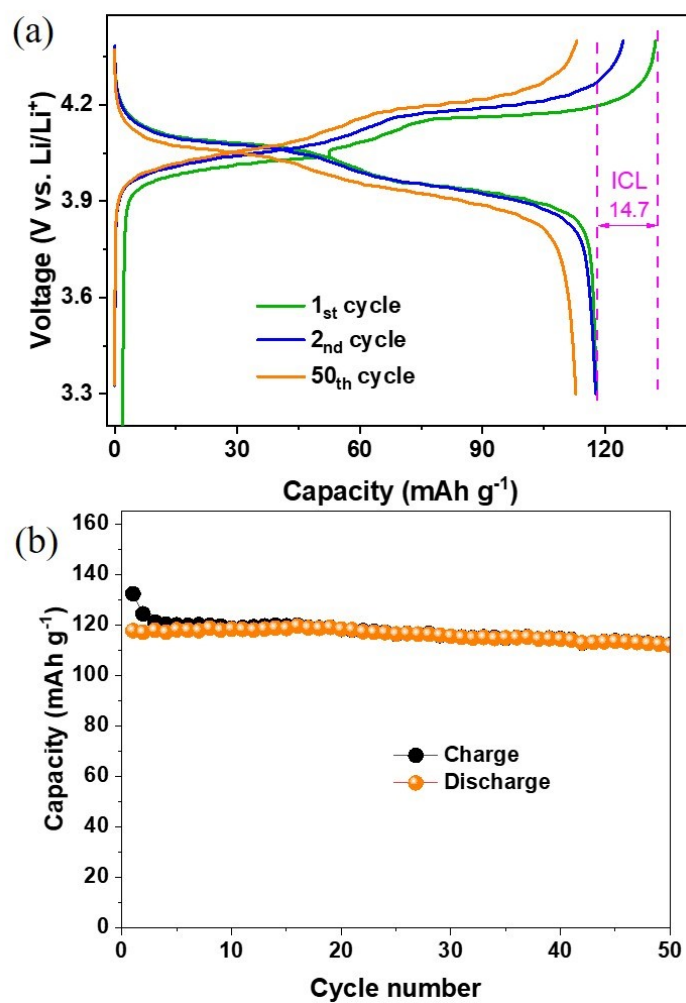 (a)
4.2
3.9
3.6
3.3
Voltage (V vs. Li/Li⁺)
ICL
14.7
1st cycle
2nd cycle
50th cycle
0 30 60 90 120
Capacity (mAh g⁻¹)
(b)
160
140
120
100
80
60
40
20
0
Capacity (mAh g⁻¹)
Charge
Discharge
0 10 20 30 40 50
Cycle number